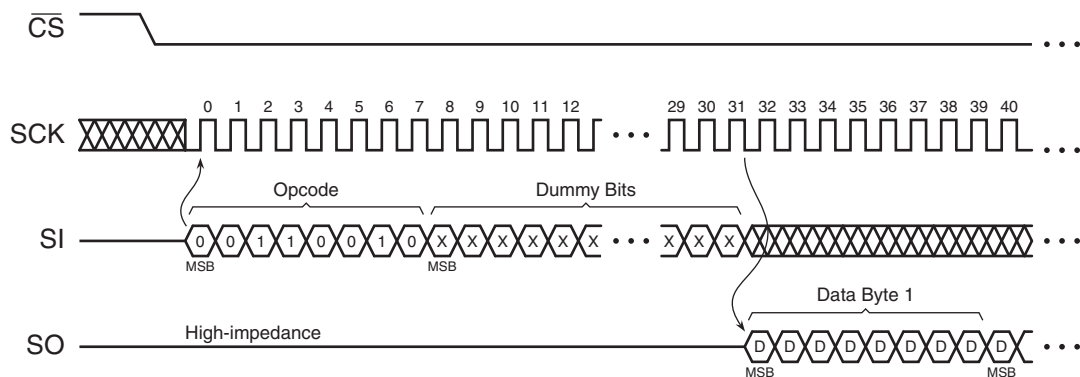 CS
0 1 2 3 4 5 6 7 8 9 10 11 12 29 30 31 32 33 34 35 36 37 38 39 40
SCK
Opcode Dummy Bits
SI 0 0 1 1 0 0 1 0 X X X X X X X X X
MSB MSB
High-impedance Data Byte 1
SO D D D D D D D D D
MSB MSB